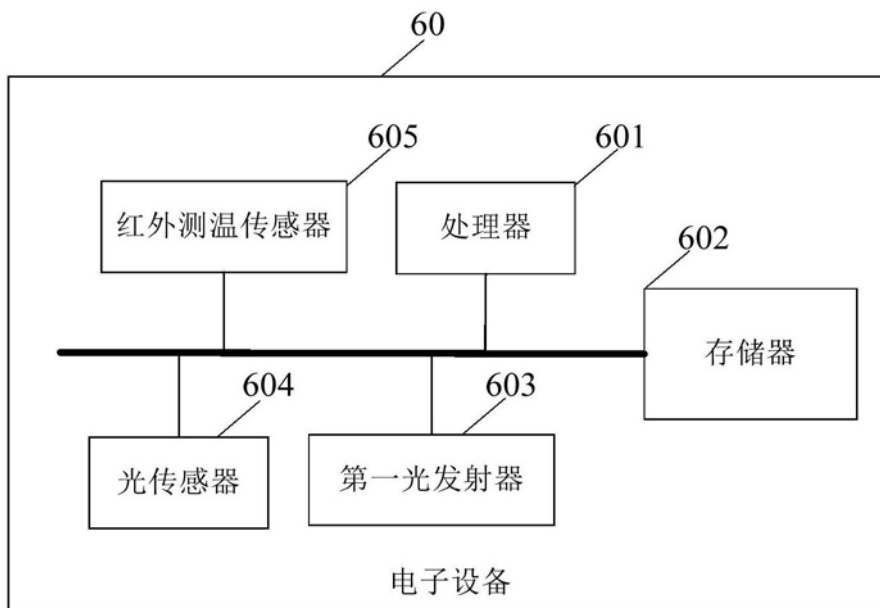 60
605
601
红外测温传感器
处理器
602
存储器
604
603
光传感器
第一光发射器
电子设备